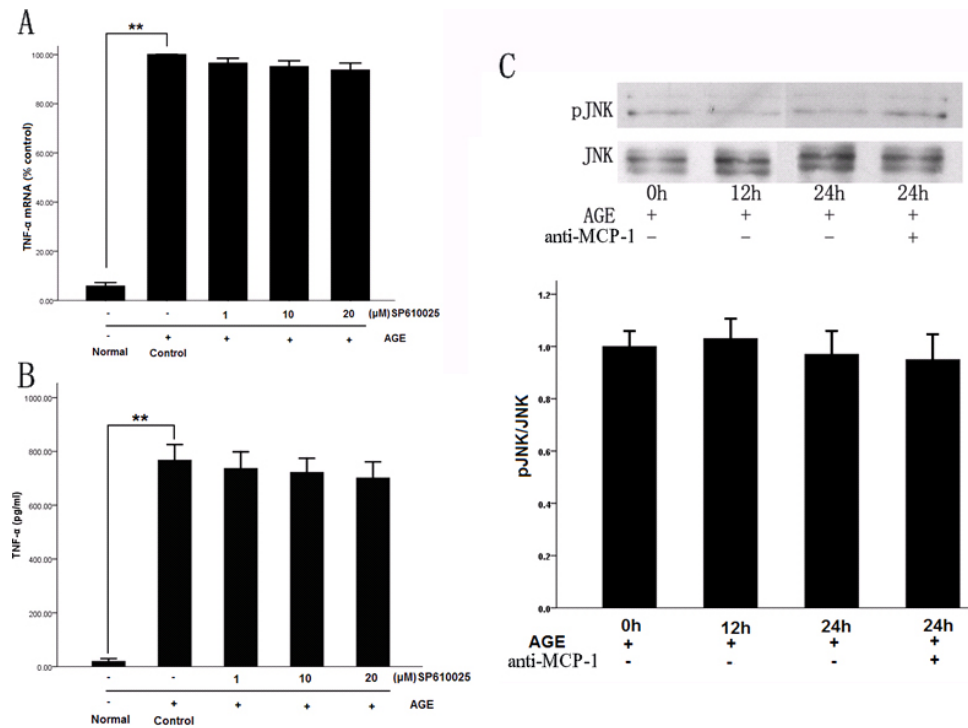 A
**
100.00
80.00
60.00
40.00
20.00
0.00
TNF-α mRNA (% control)
- - 1 10 20 (μM)SP610025
- + + + + AGE
Normal Control
B
**
1000.00
800.00
600.00
400.00
200.00
0.00
TNF-α (pg/ml)
- - 1 10 20 (μM)SP610025
- + + + + AGE
Normal Control
C
pJNK
JNK
0h 12h 24h 24h
AGE + + + +
anti-MCP-1 - - - +
1.2
1.0
0.8
0.6
0.4
0.2
0.0
pJNK/JNK
0h 12h 24h 24h
AGE + + + +
anti-MCP-1 - - - +